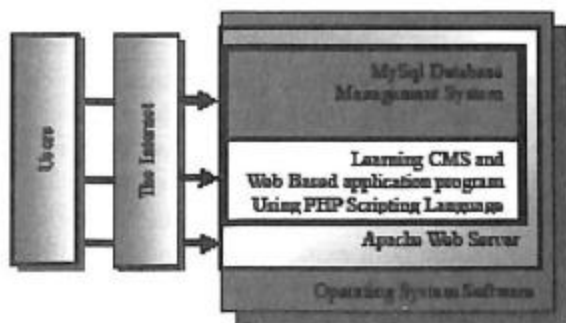 Users
The Internet
MySql Database
Management System
Learning CMS and
Web Based application program
Using PHP Scripting Language
Apache Web Server
Operating System Software